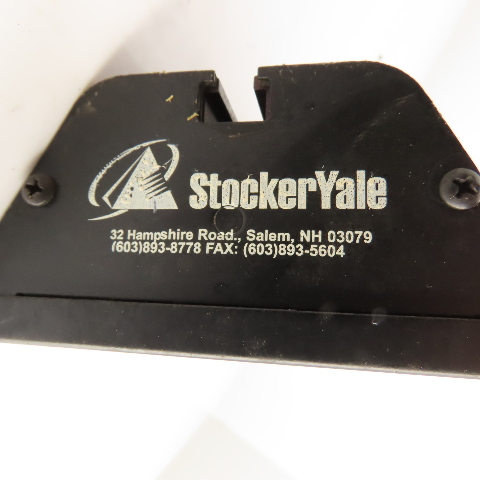 StockerYale
32 Hampshire Road., Salem, NH 03079
(603)893-8778 FAX: (603)893-5604